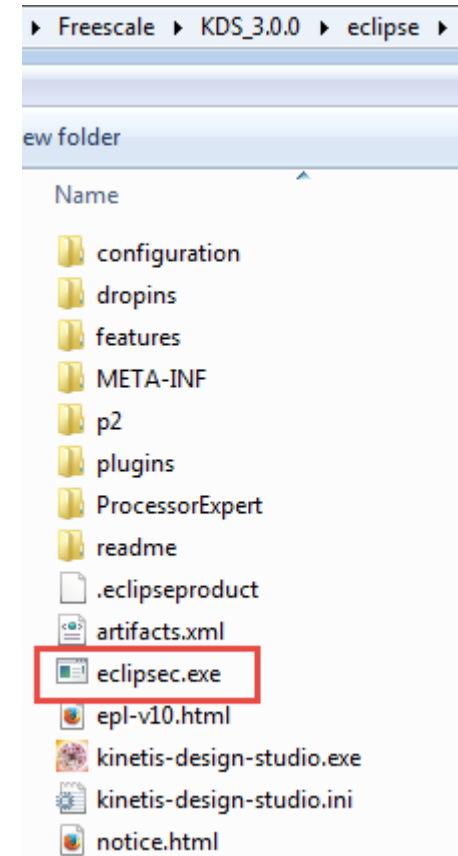 Freescale KDS_3.0.0 eclipse
ew folder
Name
configuration
dropins
features
META-INF
p2
plugins
ProcessorExpert
readme
.eclipseproduct
artifacts.xml
eclipsec.exe
epl-v10.html
kinetis-design-studio.exe
kinetis-design-studio.ini
notice.html